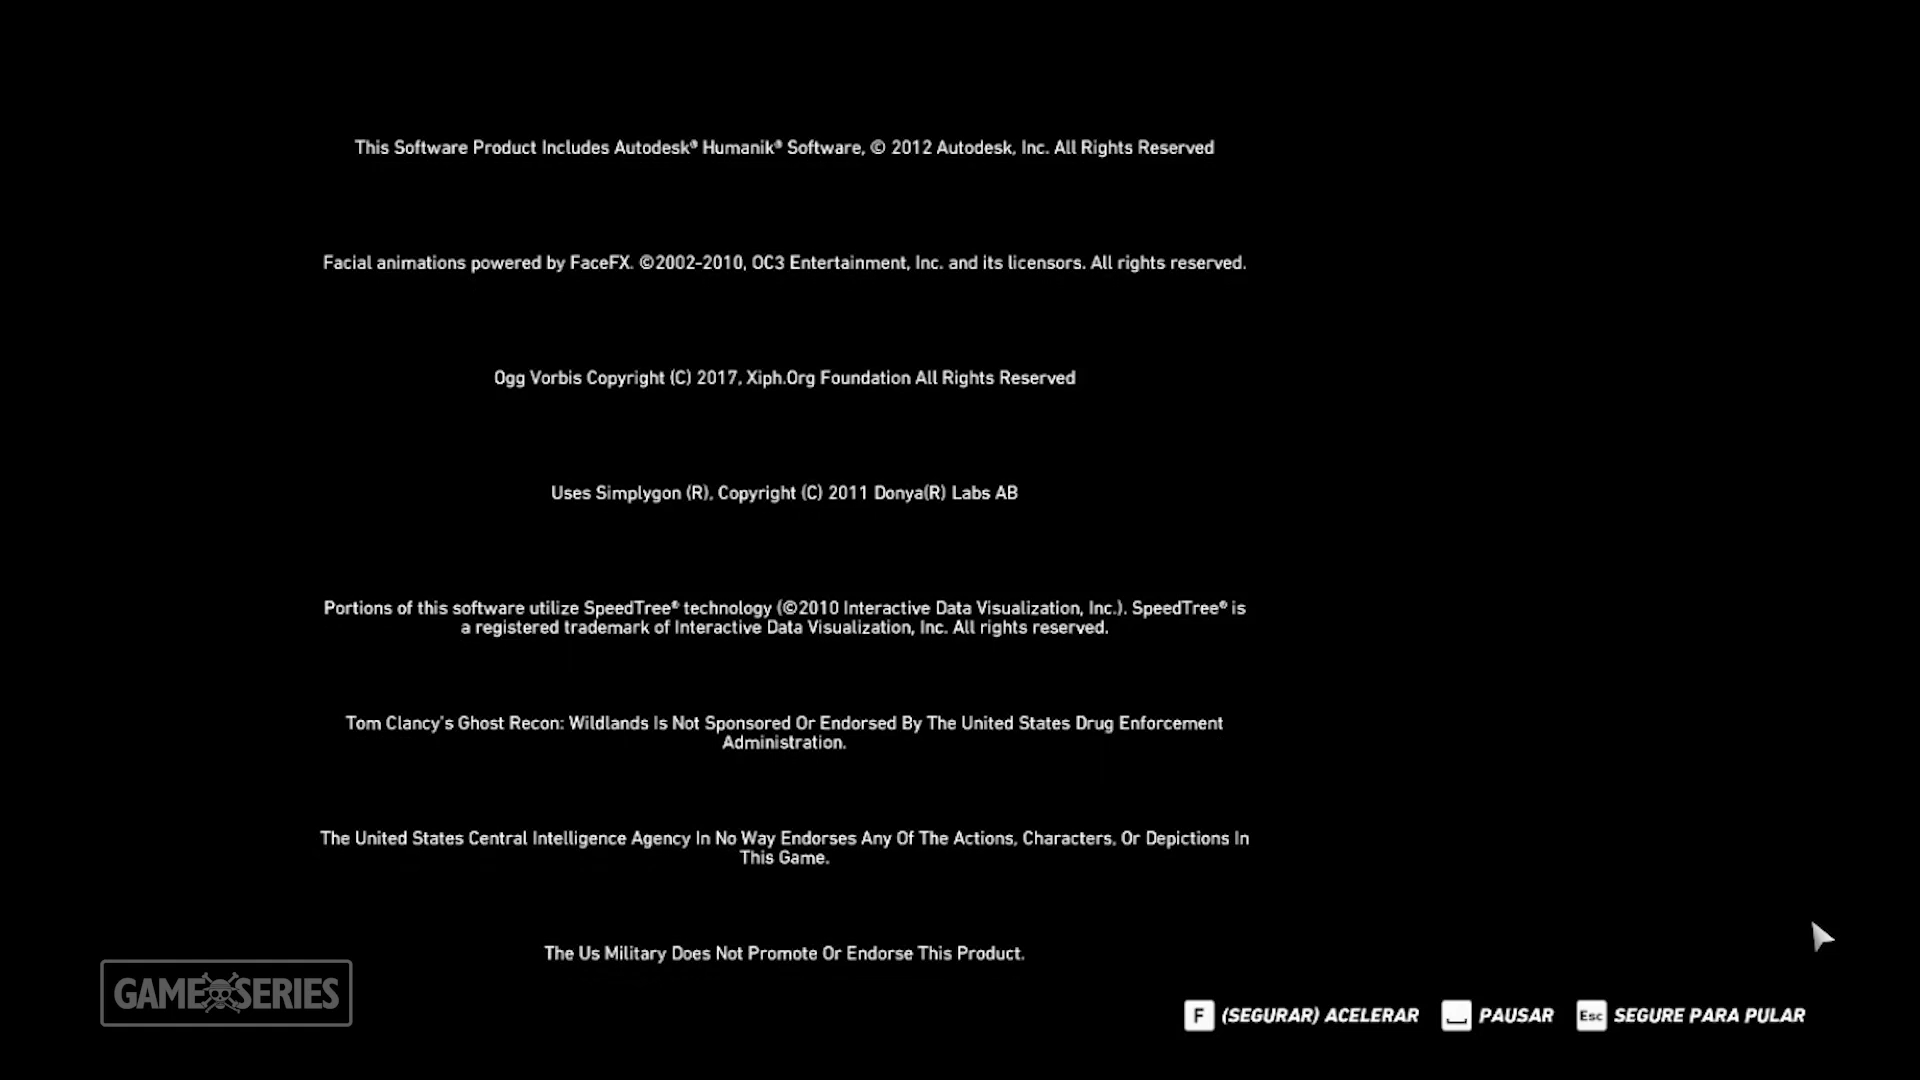 This Software Product Includes Autodesk® Humanik® Software, © 2012 Autodesk, Inc. All Rights Reserved
Facial animations powered by FaceFX. ©2002-2010, OC3 Entertainment, Inc. and its licensors. All rights reserved.
Ogg Vorbis Copyright (C) 2017, Xiph.Org Foundation All Rights Reserved
Uses Simplygon (R), Copyright (C) 2011 Donya(R) Labs AB
Portions of this software utilize SpeedTree® technology (©2010 Interactive Data Visualization, Inc.). SpeedTree® is
a registered trademark of Interactive Data Visualization, Inc. All rights reserved.
Tom Clancy's Ghost Recon: Wildlands Is Not Sponsored Or Endorsed By The United States Drug Enforcement
Administration.
The United States Central Intelligence Agency In No Way Endorses Any Of The Actions, Characters, Or Depictions In
This Game.
The Us Military Does Not Promote Or Endorse This Product.
GAME SERIES
F (SEGURAR) ACELERAR PAUSAR Esc SEGURE PARA PULAR